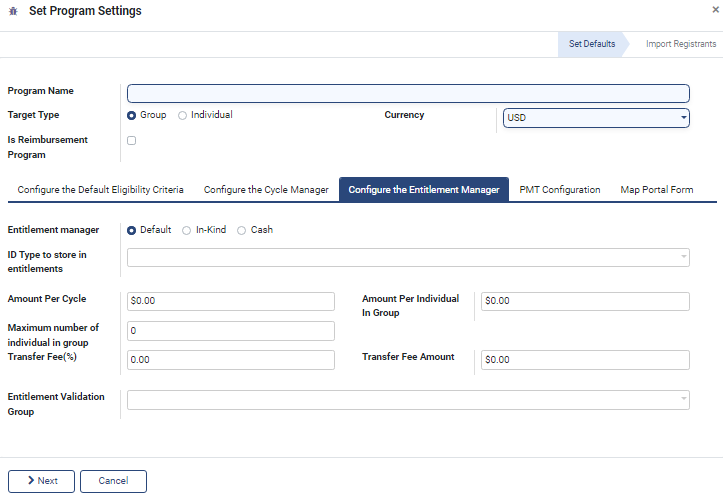 Set Program Settings
×
Set Defaults Import Registrants
Program Name
Target Type Group Individual Currency USD
Is Reimbursement
Program
Configure the Default Eligibility Criteria Configure the Cycle Manager Configure the Entitlement Manager PMT Configuration Map Portal Form
Entitlement manager Default In-Kind Cash
ID Type to store in
entitlements
Amount Per Cycle $0.00 Amount Per Individual $0.00
In Group
Maximum number of 0
individual in group
Transfer Fee(%) 0.00 Transfer Fee Amount $0.00
Entitlement Validation
Group
Next Cancel